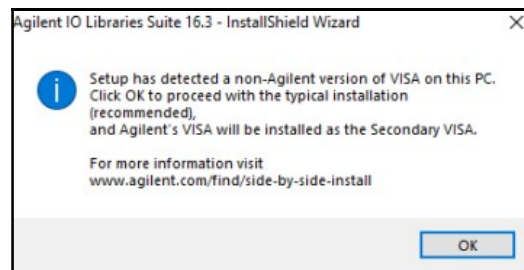 Agilent IO Libraries Suite 16.3 - InstallShield Wizard
Setup has detected a non-Agilent version of VISA on this PC.
Click OK to proceed with the typical installation
(recommended),
and Agilent's VISA will be installed as the Secondary VISA.
For more information visit
www.agilent.com/find/side-by-side-install
OK